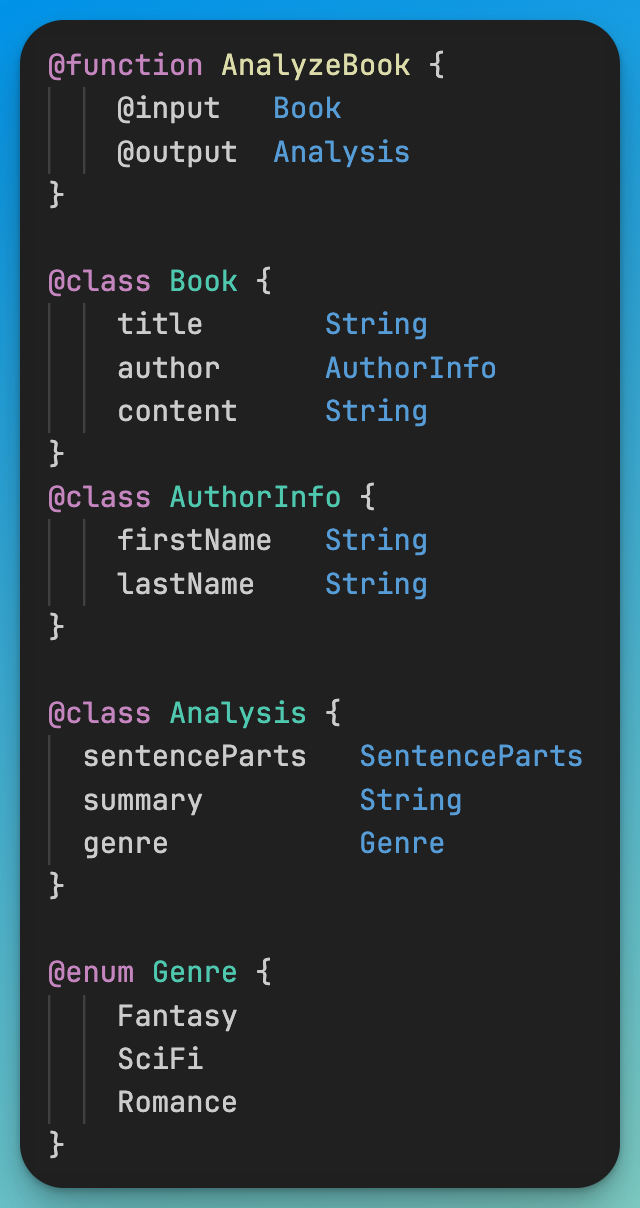 @function AnalyzeBook {
@input Book
@output Analysis
}
@class Book {
title String
author AuthorInfo
content String
}
@class AuthorInfo {
firstName String
lastName String
}
@class Analysis {
sentenceParts SentenceParts
summary String
genre Genre
}
@enum Genre {
Fantasy
SciFi
Romance
}